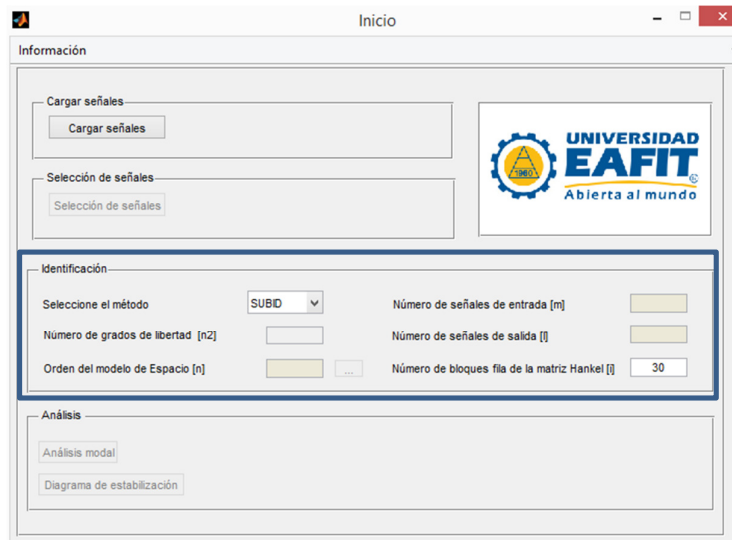 Inicio
Información
Cargar señales
Cargar señales
UNIVERSIDAD
EAFIT
®
Abierta al mundo
1960
Selección de señales
Selección de señales
Identificación
Seleccione el método
SUBID
Número de señales de entrada [m]
Número de grados de libertad [n2]
Número de señales de salida [l]
Orden del modelo de Espacio [n]
...
Número de bloques fila de la matriz Hankel [i]
30
Análisis
Análisis modal
Diagrama de estabilización